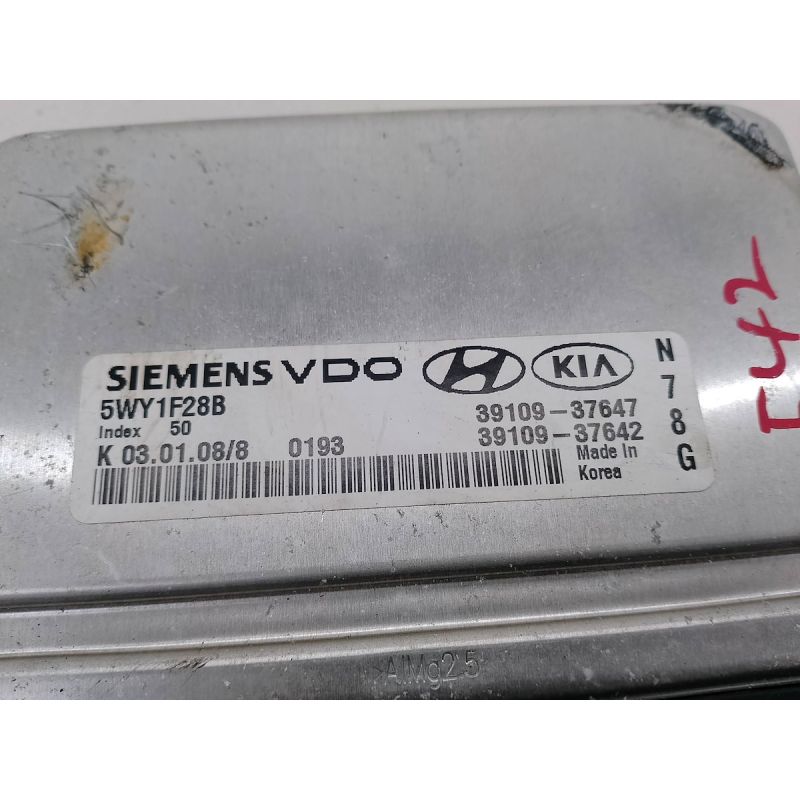 SIEMENS VDO KIA
5WY1F28B 39109-37647
Index 50 39109-37642
K 03.01.08/8 0193 Made In
Korea
N
7
8
G
AlMg2.5